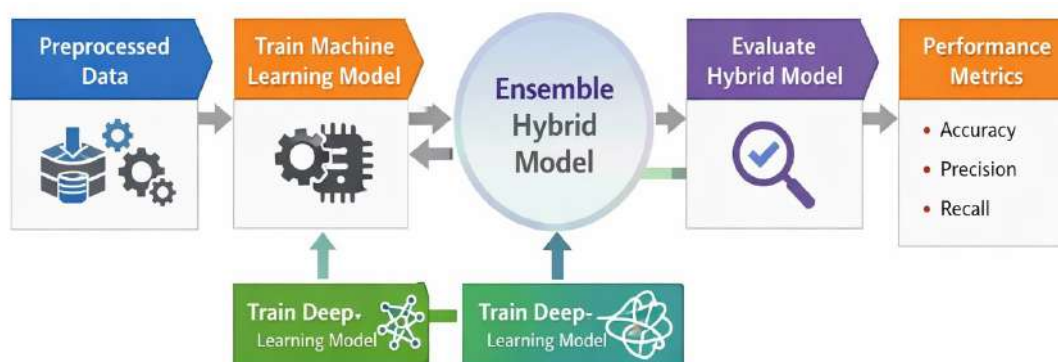 Preprocessed
Data
Train Machine
Learning Model
Ensemble
Hybrid
Model
Evaluate
Hybrid Model
Performance
Metrics
• Accuracy
• Precision
• Recall
Train Deep.
Learning Model
Train Deep-
Learning Model